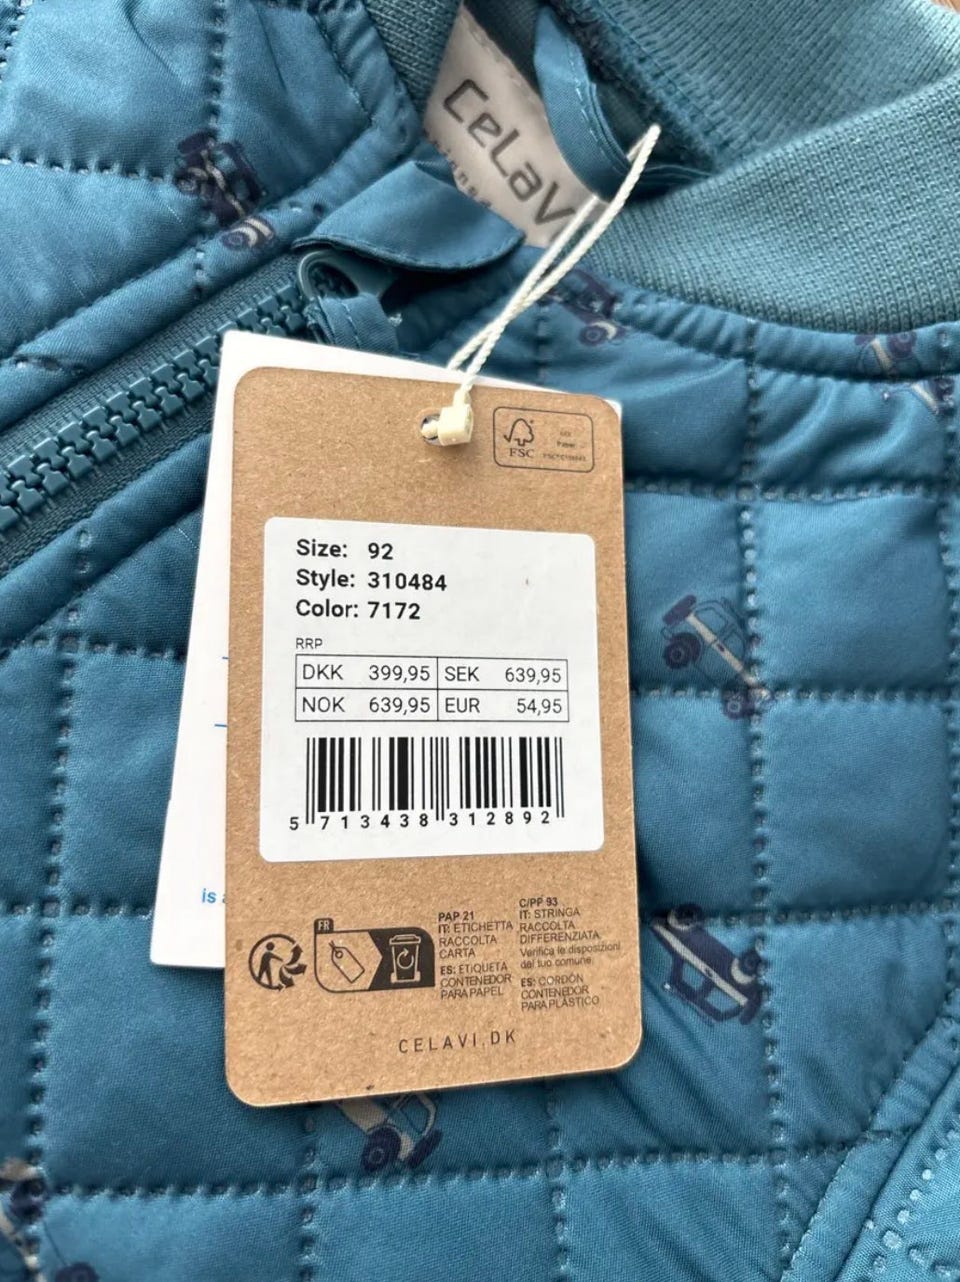 CeLaV
FSC
Size: 92
Style: 310484
Color: 7172
RRP
DKK 399,95 SEK 639,95
NOK 639,95 EUR 54,95
5 713438 312892
is
FR
PAP 21
IT: ETICHETTA
RACCOLTA
CARTA
ES: ETIQUETA
CONTENEDOR
PARA PAPEL
C/PP 93
IT: STRINGA
RACCOLTA
DIFFERENZIATA.
Verifica le disposizioni
del tuo comune.
ES: CORDÓN
CONTENEDOR
PARA PLÁSTICO
CELAVI.DK